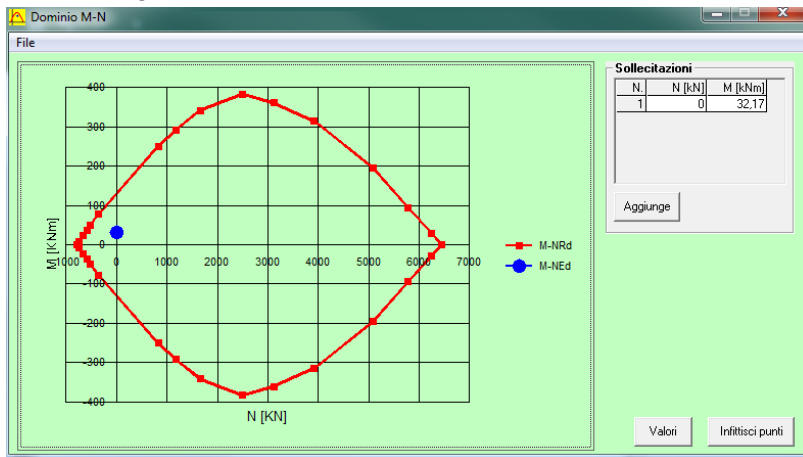 Dominio M-N
File
400
300
200
100
0
-100
-200
-300
-400
M [KNm]
-1000 0 1000 2000 3000 4000 5000 6000 7000
N [KN]
M-NRd
M-NEd
Sollecitazioni
N. N [kN] M [kNm]
1 0 32,17
Aggiunge
Valori Infittisci punti